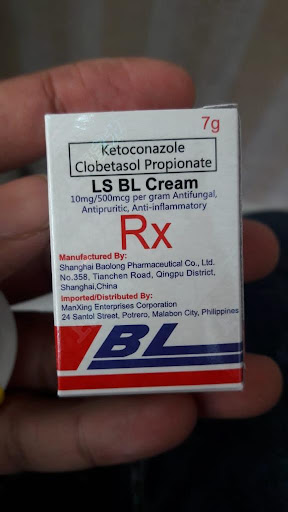 7g
Ketoconazole
Clobetasol Propionate
LS BL Cream
10mg/500mcg per gram Antifungal,
Antipruritic, Anti-inflammatory
Rx
Manufactured By:
Shanghai Baolong Pharmaceutical Co., Ltd.
No.358, Tianchen Road, Qingpu District,
Shanghai,China
Imported/Distributed By:
ManXing Enterprises Corporation
24 Santol Street, Potrero, Malabon City, Philippines
BL